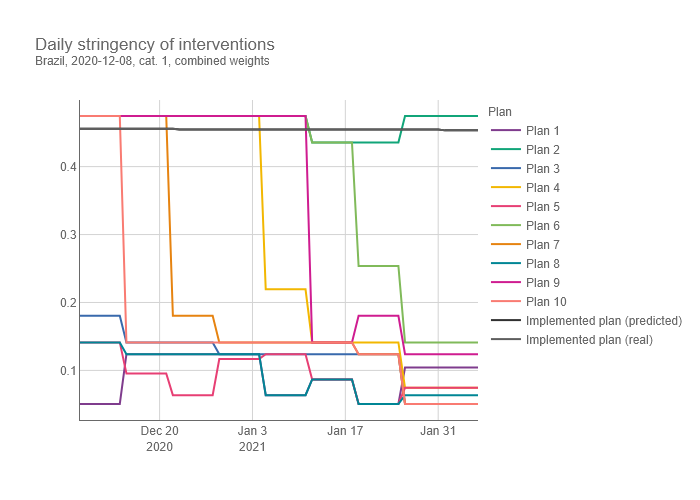 Daily stringency of interventions
Brazil, 2020-12-08, cat. 1, combined weights
Plan
Plan 1
Plan 2
Plan 3
Plan 4
Plan 5
Plan 6
Plan 7
Plan 8
Plan 9
Plan 10
Implemented plan (predicted)
Implemented plan (real)
0.4
0.3
0.2
0.1
Dec 20 Jan 3 Jan 17 Jan 31
2020 2021